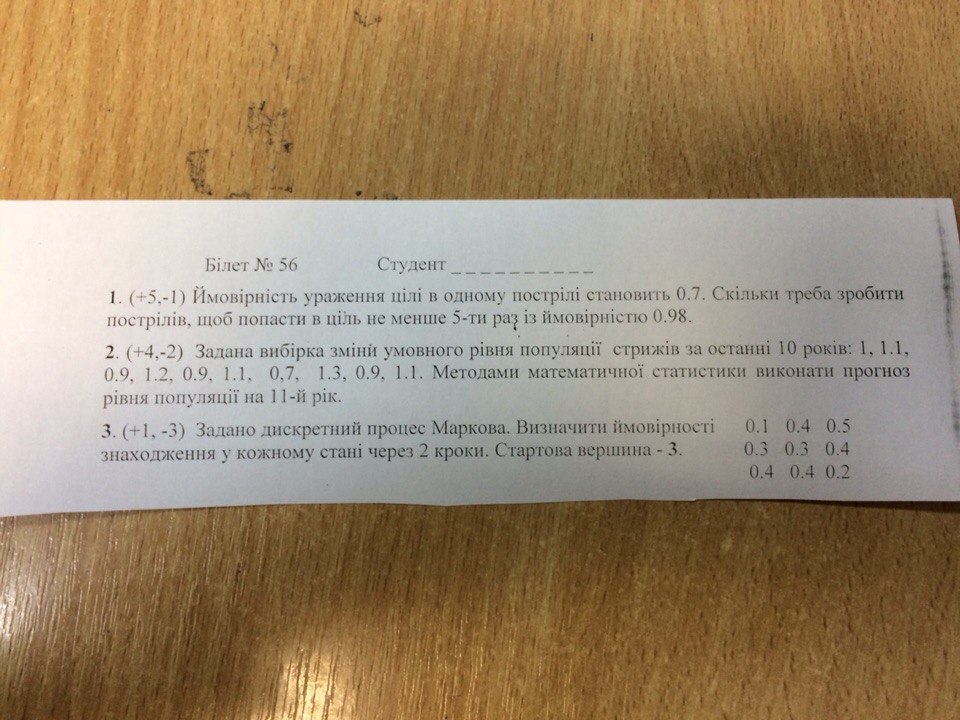 Білет № 56 Студент _ _ _ _ _ _ _ _ _ _
1. (+5,-1) Ймовірність ураження цілі в одному пострілі становить 0.7. Скільки треба зробити
пострілів, щоб попасти в ціль не менше 5-ти раз із ймовірністю 0.98.
2. (+4,-2) Задана вибірка зміни умовного рівня популяції стрижів за останні 10 років: 1, 1.1,
0.9, 1.2, 0.9, 1.1, 0,7, 1.3, 0.9, 1.1. Методами математичної статистики виконати прогноз
рівня популяції на 11-й рік.
3. (+1, -3) Задано дискретний процес Маркова. Визначити ймовірності 0.1 0.4 0.5
знаходження у кожному стані через 2 кроки. Стартова вершина - 3. 0.3 0.3 0.4
0.4 0.4 0.2